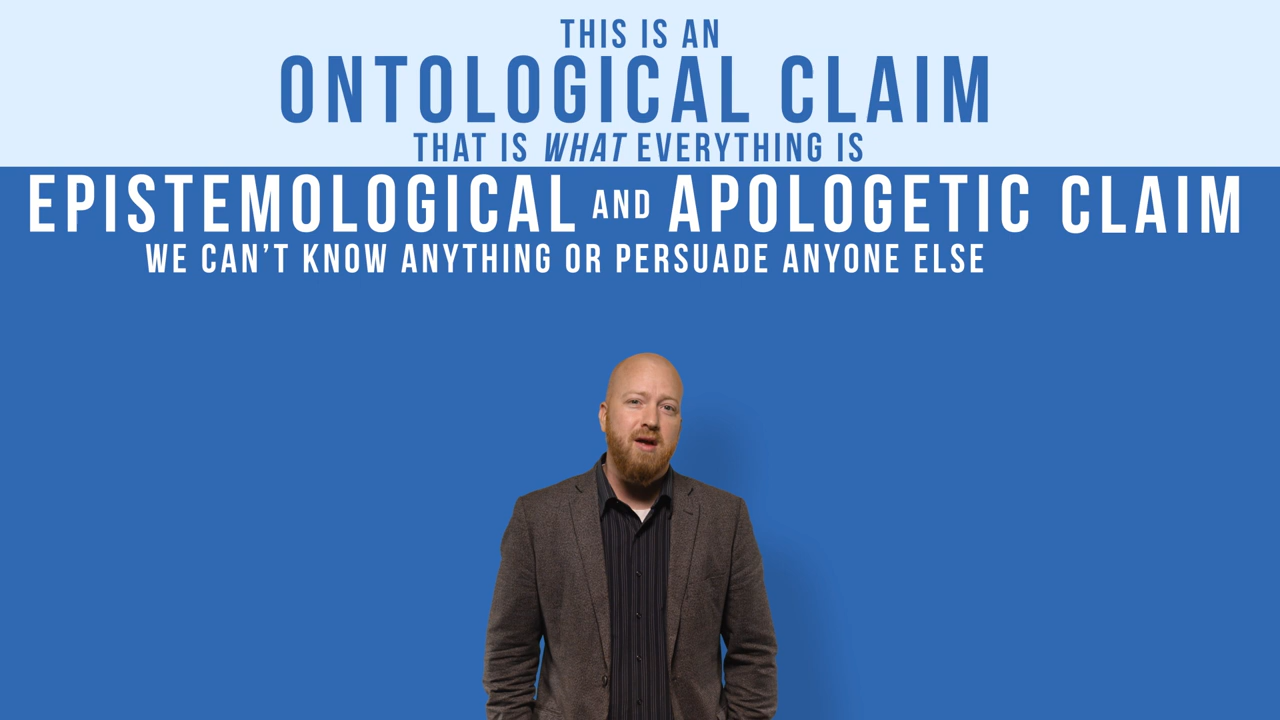 THIS IS AN
ONTOLOGICAL CLAIM
THAT IS WHAT EVERYTHING IS
EPISTEMOLOGICAL AND APOLOGETIC CLAIM
WE CAN'T KNOW ANYTHING OR PERSUADE ANYONE ELSE